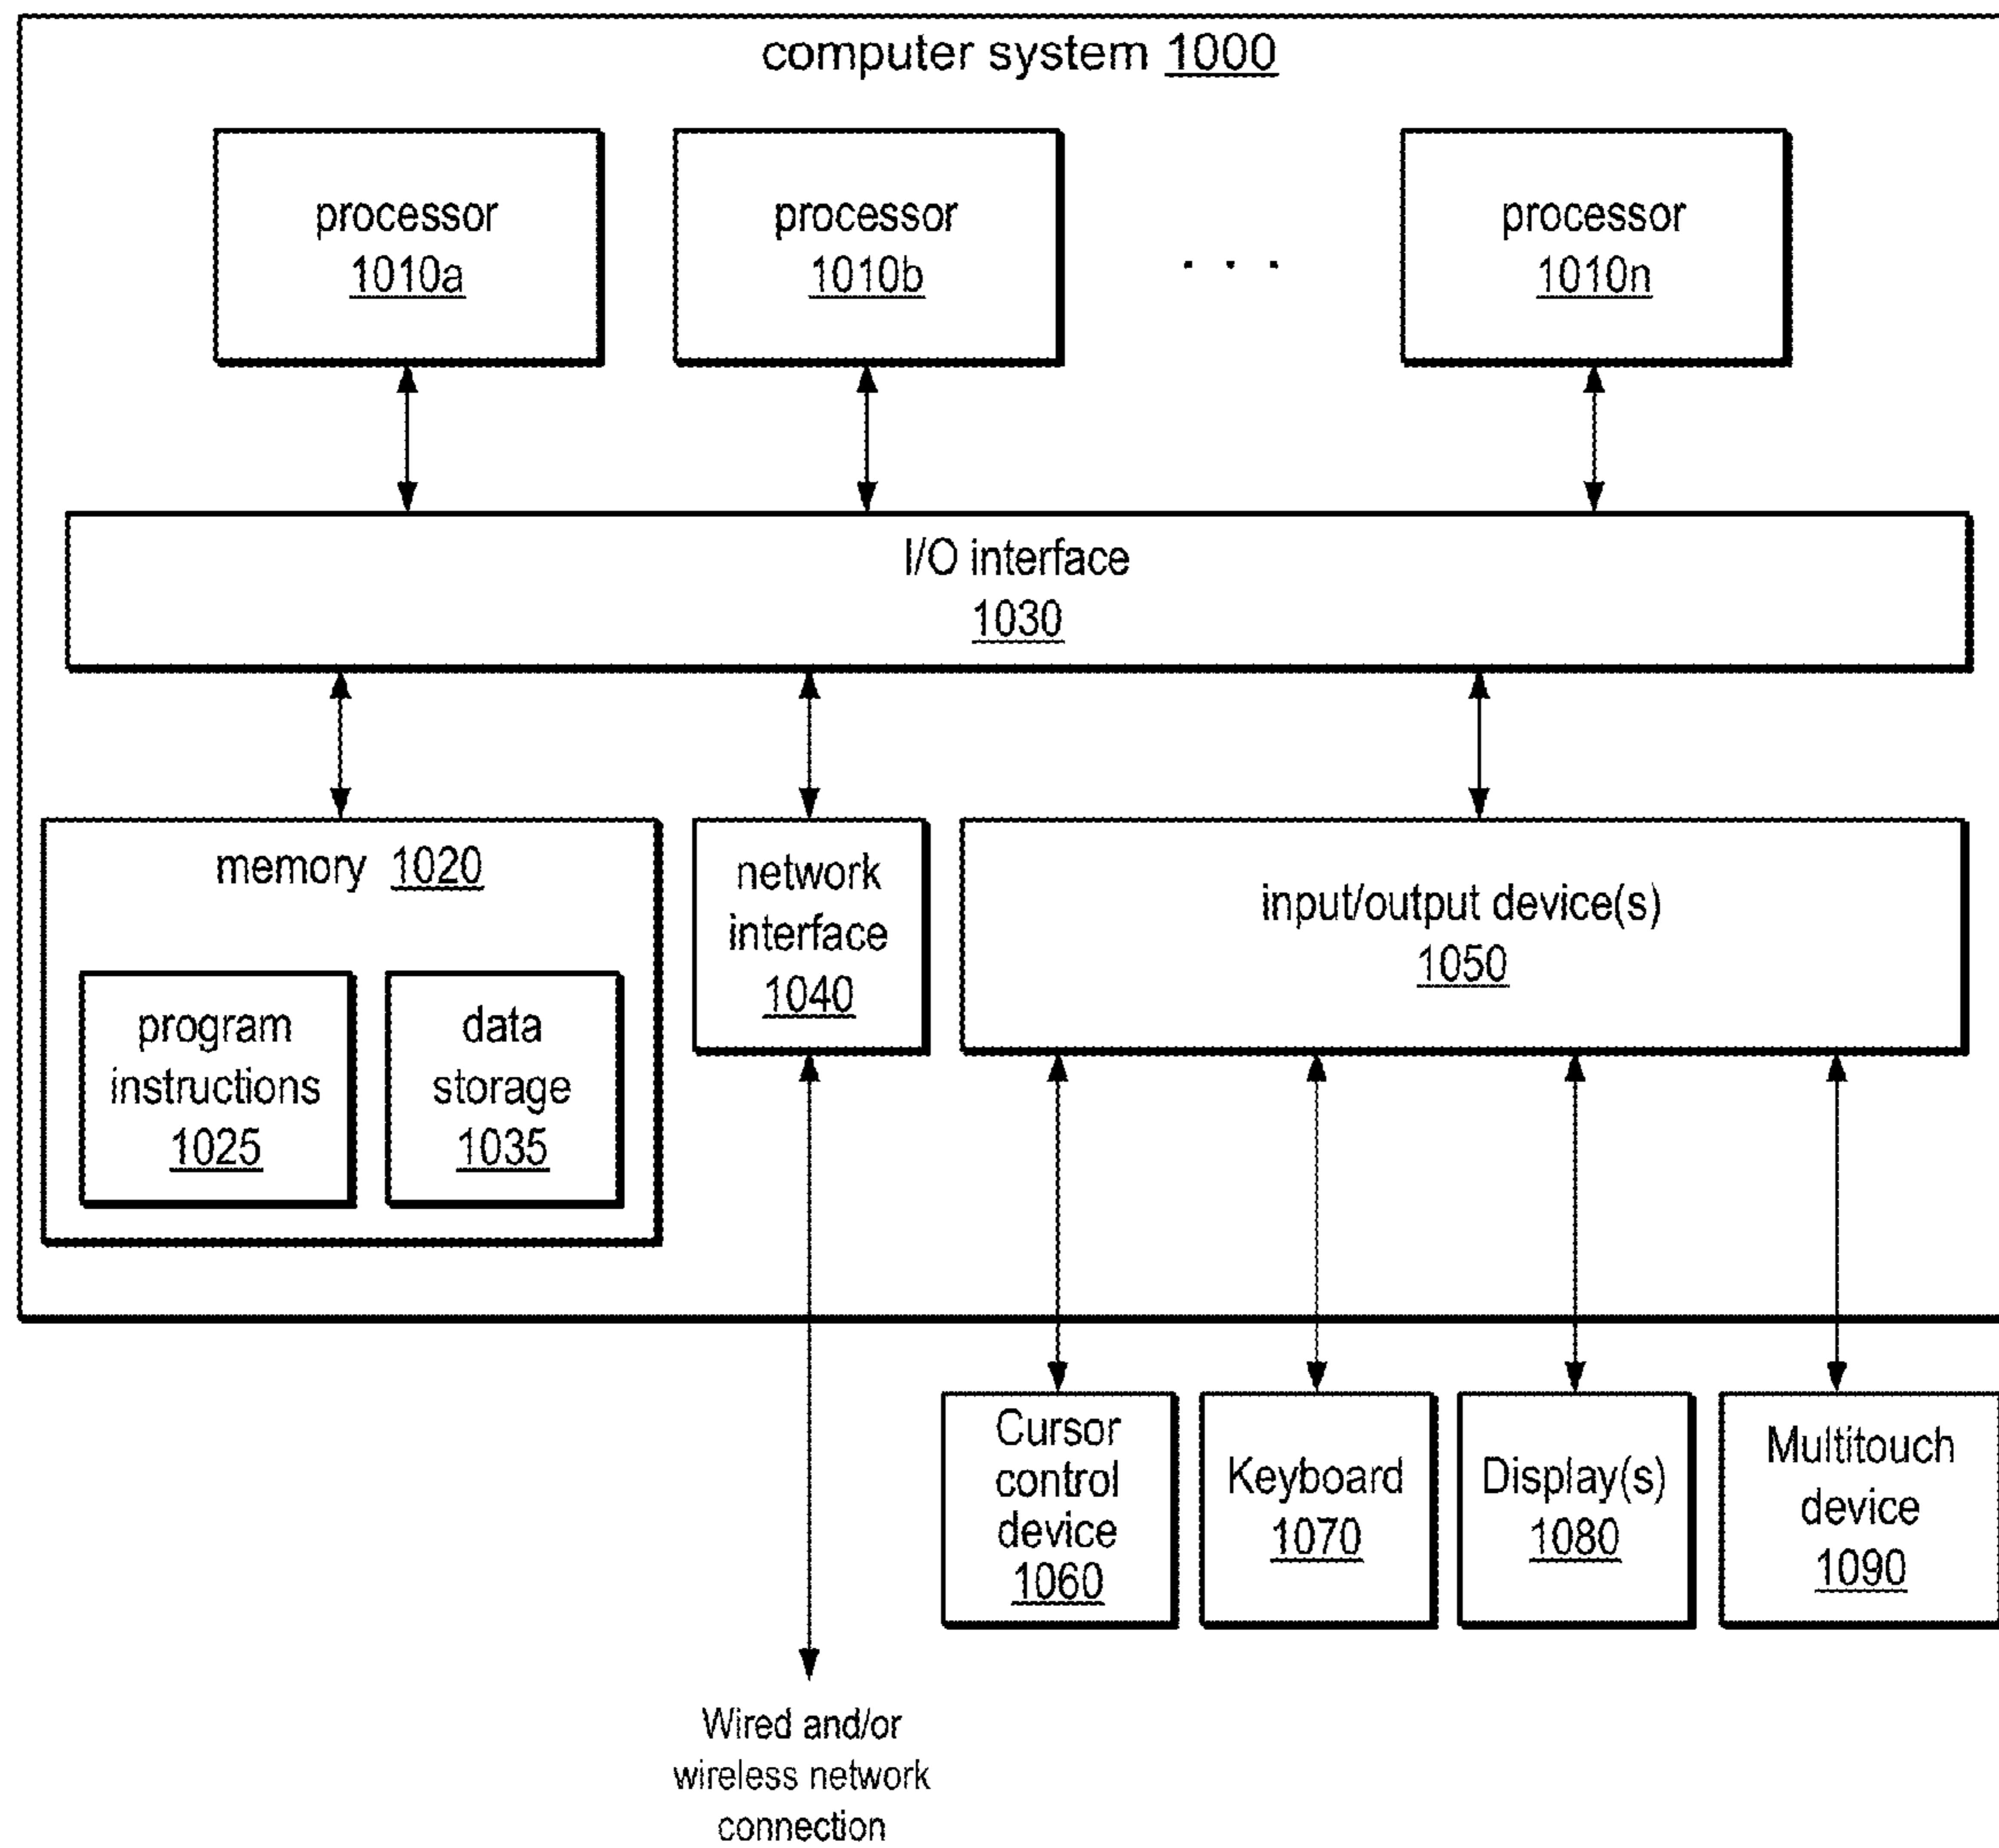 computer system 1000
processor
1010a
processor
1010b
. . .
processor
1010n
I/O interface
1030
memory 1020
program
instructions
1025
data
storage
1035
network
interface
1040
input/output device(s)
1050
Cursor
control
device
1060
Keyboard
1070
Display(s)
1080
Multitouch
device
1090
Wired and/or
wireless network
connection